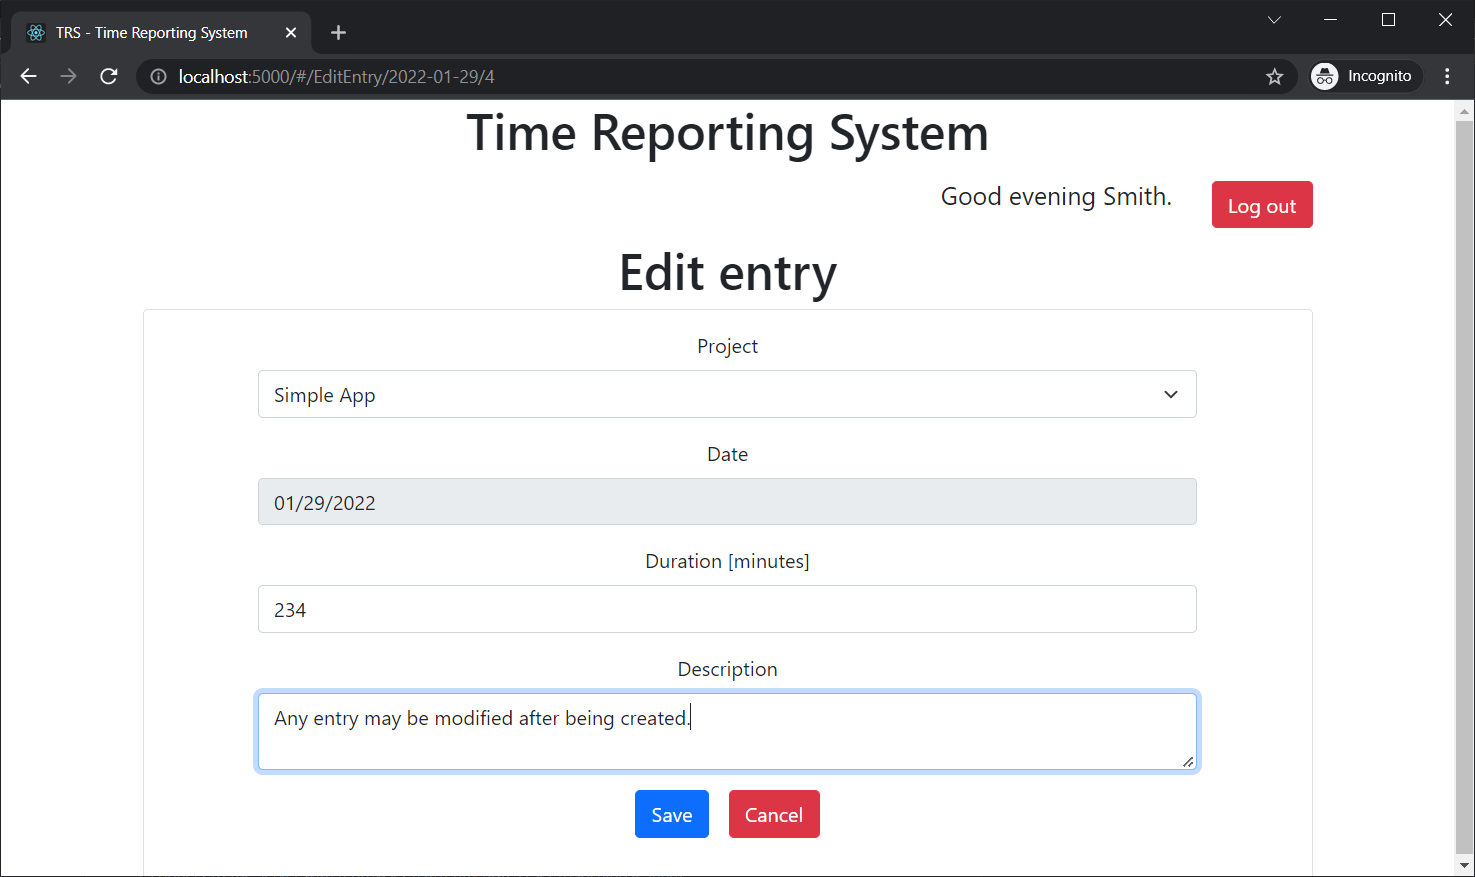 TRS - Time Reporting System
localhost:5000/#/EditEntry/2022-01-29/4
Incognito
Time Reporting System
Good evening Smith.
Log out
Edit entry
Project
Simple App
Date
01/29/2022
Duration [minutes]
234
Description
Any entry may be modified after being created.
Save
Cancel